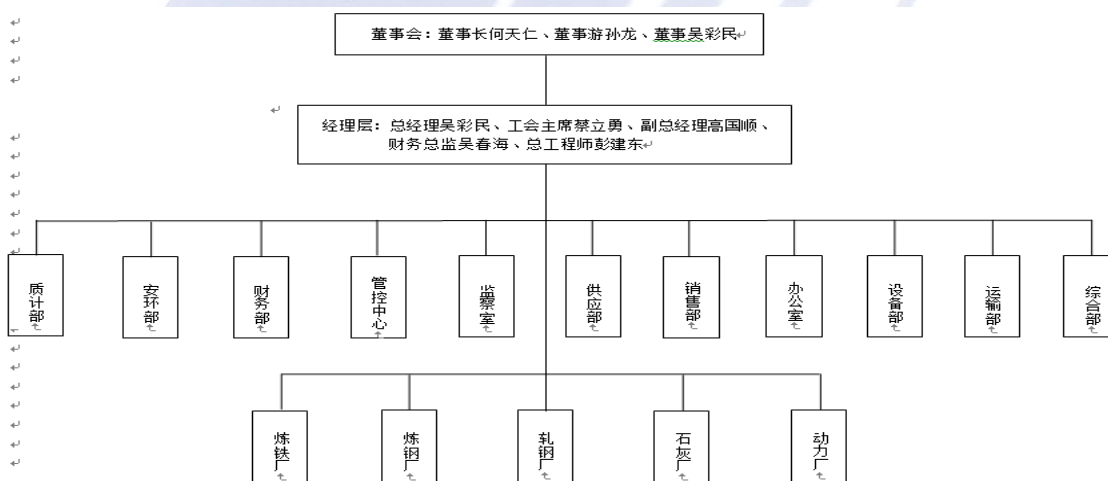 董事会：董事长何天仁、董事游孙龙、董事吴彩民
经理层：总经理吴彩民、工会主席蔡立勇、副总经理高国顺、
财务总监吴春海、总工程师彭建东
质计部
安环部
财务部
管控中心
监察室
供应部
销售部
办公室
设备部
运输部
综合部
炼铁厂
炼钢厂
轧钢厂
石灰厂
动力厂